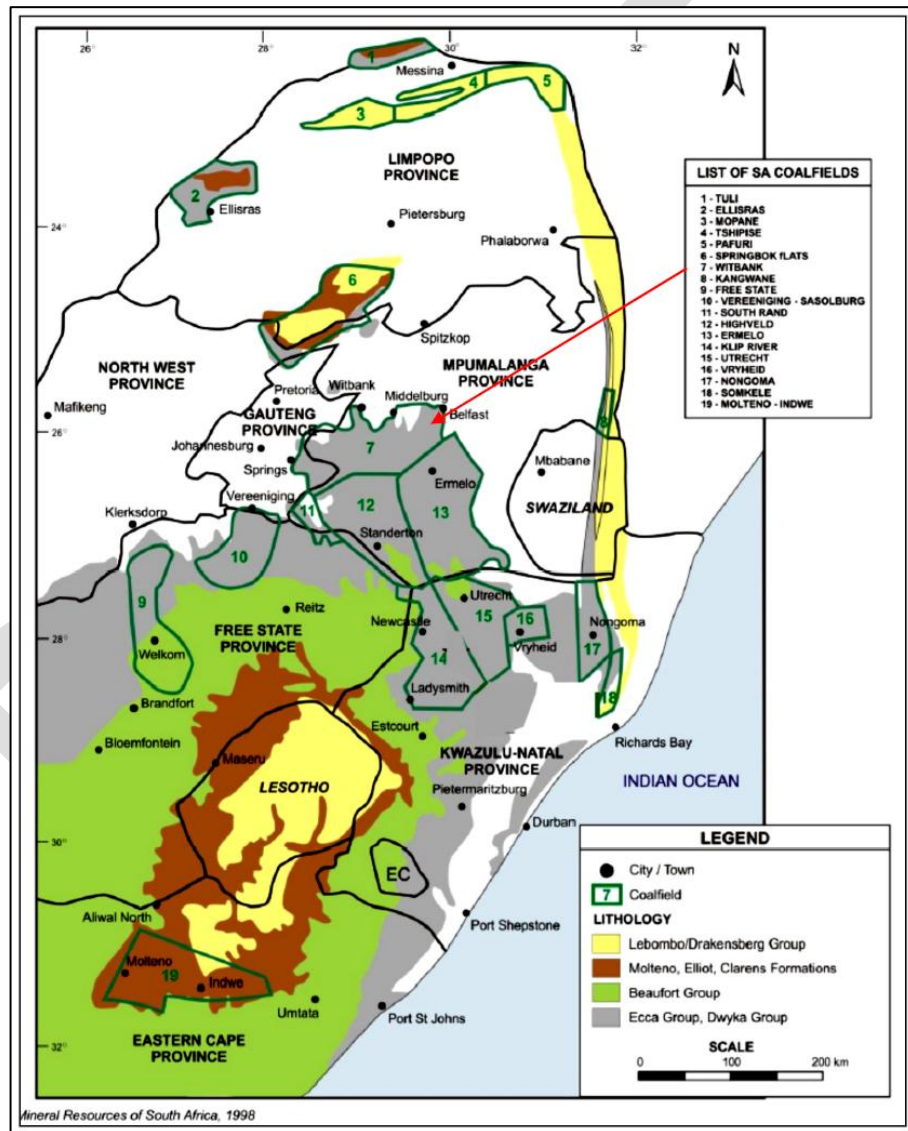 26°
28°
30°
32°
1
Messina
N
4
5
3
LIMPOPO
PROVINCE
2
Ellisras
24°
Pietersburg
Phalaborwa
6
Spitzkop
LIST OF SA COALFIELDS
1 - TULI
2 - ELLISRAS
3 - MOPANE
4 - TSHIPISE
5 - PAFURI
6 - SPRINGBOK fLATS
7 - WITBANK
8 - KANGWANE
9 - FREE STATE
10 - VEREENIGING - SASOLBURG
11 - SOUTH RAND
12 - HIGHVELD
13 - ERMELO
14 - KLIP RIVER
15 - UTRECHT
16 - VRYHEID
17 - NONGOMA
18 - SOMKELE
19 - MOLTENO - INDWE
NORTH WEST
PROVINCE
MPUMALANGA
PROVINCE
Pretoria
Witbank
Middelburg
Belfast
Mafikeng
GAUTENG
PROVINCE
8
26°
Johannesburg
7
Springs
Ermelo
Mbabane
Vereeniging
12
13
SWAZILAND
Klerksdorp
11
Standerton
10
9
Reitz
Utrecht
Newcastle
15
16
Nongoma
28°
FREE STATE
PROVINCE
Welkom
Vryheid
17
14
Ladysmith
18
Brandfort
Estcourt
Richards Bay
Bloemfontein
KWAZULU-NATAL
PROVINCE
Maseru
LESOTHO
Pietermaritzburg
INDIAN OCEAN
Durban
30°
EC
Aliwal North
Port Shepstone
Molteno
19
Indwe
Umtata
Port St Johns
EASTERN CAPE
PROVINCE
32°
LEGEND
City / Town
7
Coalfield
LITHOLOGY
Lebombo/Drakensberg Group
Molteno, Elliot, Clarens Formations
Beaufort Group
Ecca Group, Dwyka Group
SCALE
0 100 200 km
Mineral Resources of South Africa, 1998